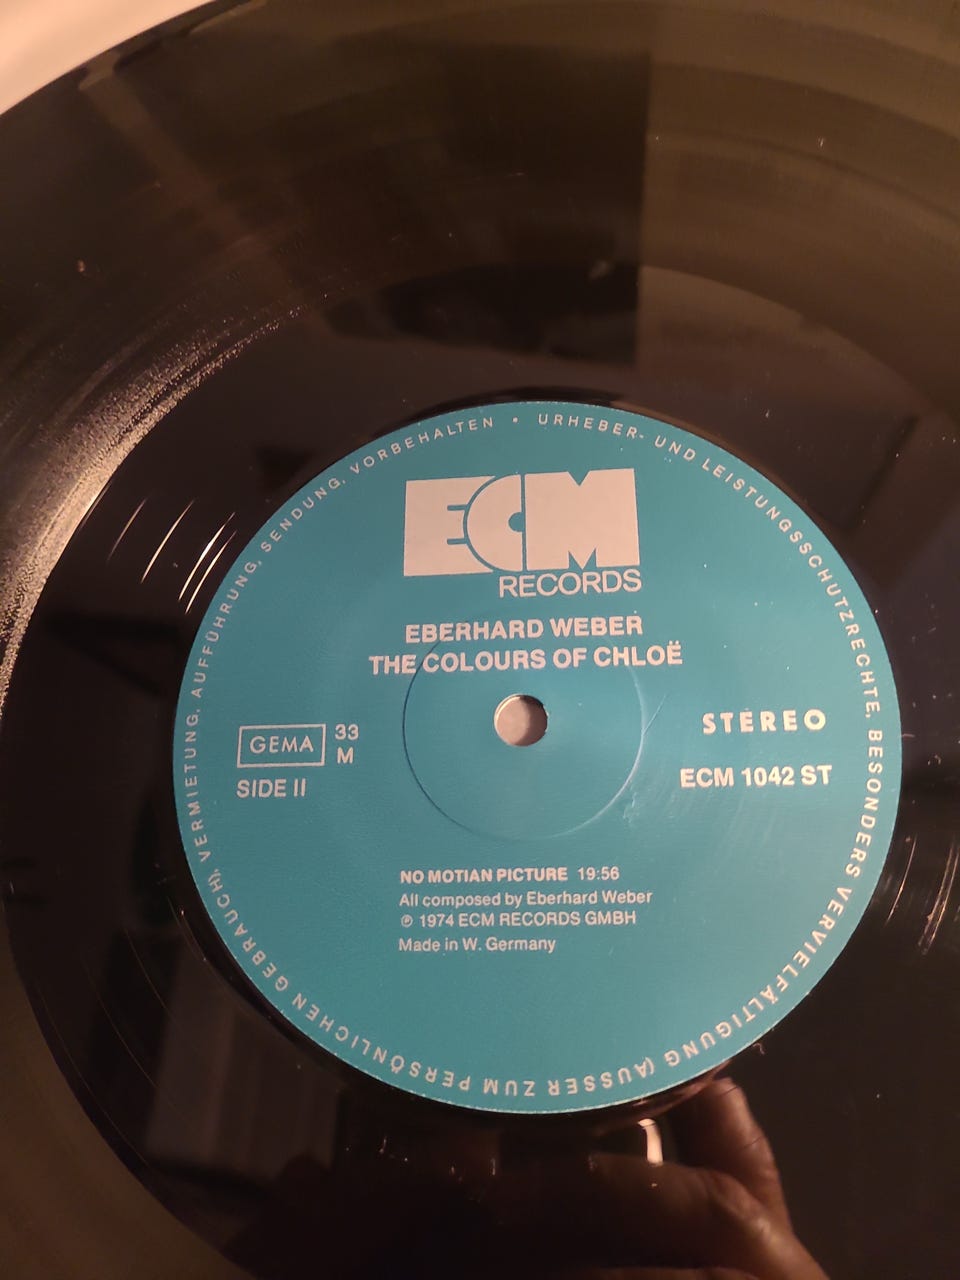 URHEBER- UND LEISTUNGSSCHUTZRECHTE, BESONDERS VERVIELFÄLTIGUNG (AUSSER ZUM PERSÖNLICHEN GEBRAUCH), VERMIETUNG, AUFFÜHRUNG, SENDUNG, VORBEHALTEN •
ECM
RECORDS
EBERHARD WEBER
THE COLOURS OF CHLOË
GEMA
33
M
SIDE II
STEREO
ECM 1042 ST
NO MOTIAN PICTURE 19:56
All composed by Eberhard Weber
℗ 1974 ECM RECORDS GMBH
Made in W. Germany